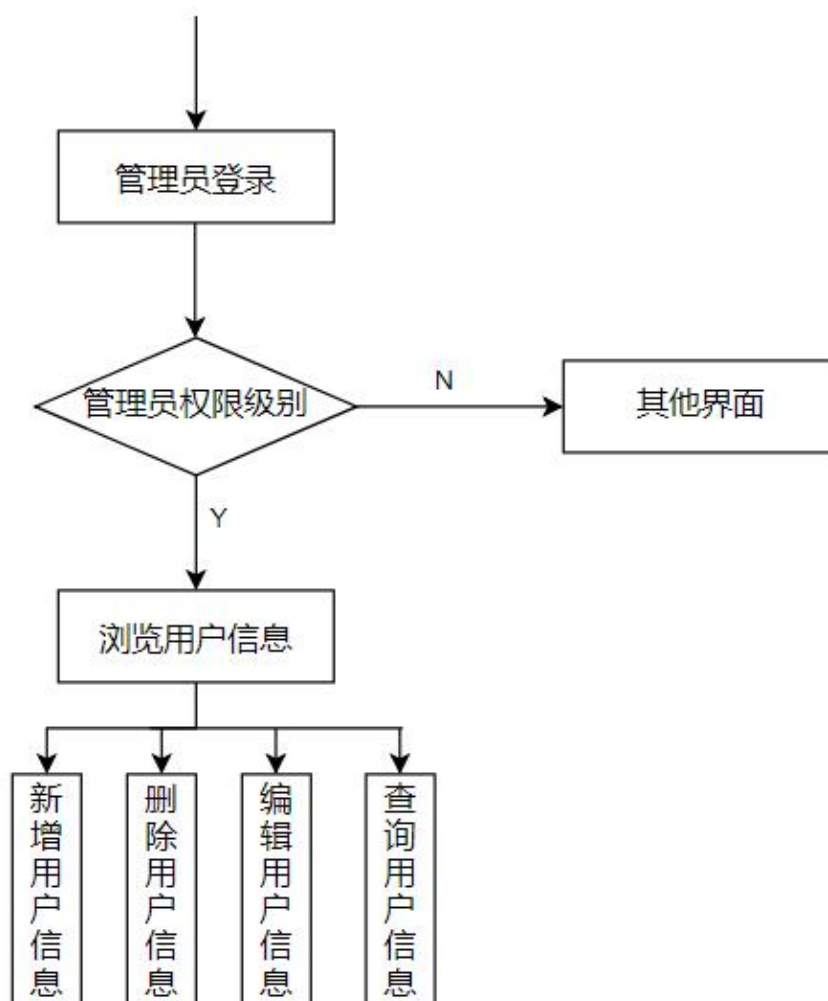 管理员登录
管理员权限级别
N
其他界面
Y
浏览用户信息
新增用户信息
删除用户信息
编辑用户信息
查询用户信息